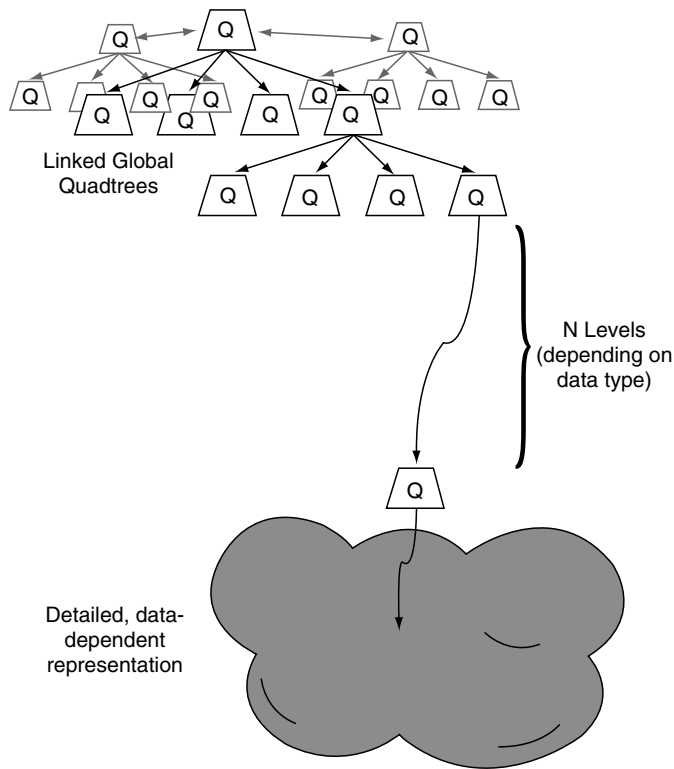 Q Q Q
Q Q Q Q Q Q Q
Q Q Q Q
Linked Global
Quadtrees
Q Q Q Q
N Levels
(depending on
data type)
Q
Detailed, data-
dependent
representation